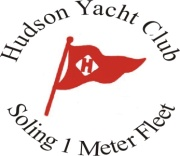 Hudson Yacht Club
H
Soling 1 Meter Fleet